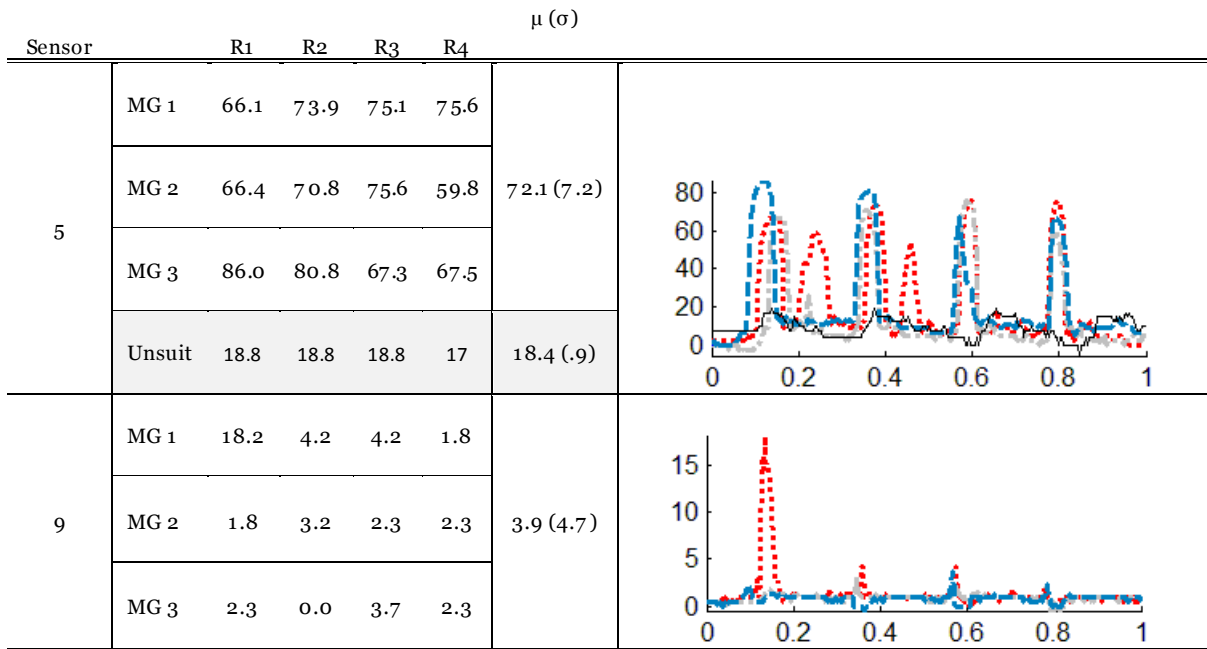 μ (σ)
Sensor R1 R2 R3 R4
MG 1 66.1 73.9 75.1 75.6
MG 2 66.4 70.8 75.6 59.8 72.1 (7.2)
5
MG 3 86.0 80.8 67.3 67.5
Unsuit 18.8 18.8 18.8 17 18.4 (.9)
80
60
40
20
0
0 0.2 0.4 0.6 0.8 1
MG 1 18.2 4.2 4.2 1.8
9 MG 2 1.8 3.2 2.3 2.3 3.9 (4.7)
MG 3 2.3 0.0 3.7 2.3
15
10
5
0
0 0.2 0.4 0.6 0.8 1